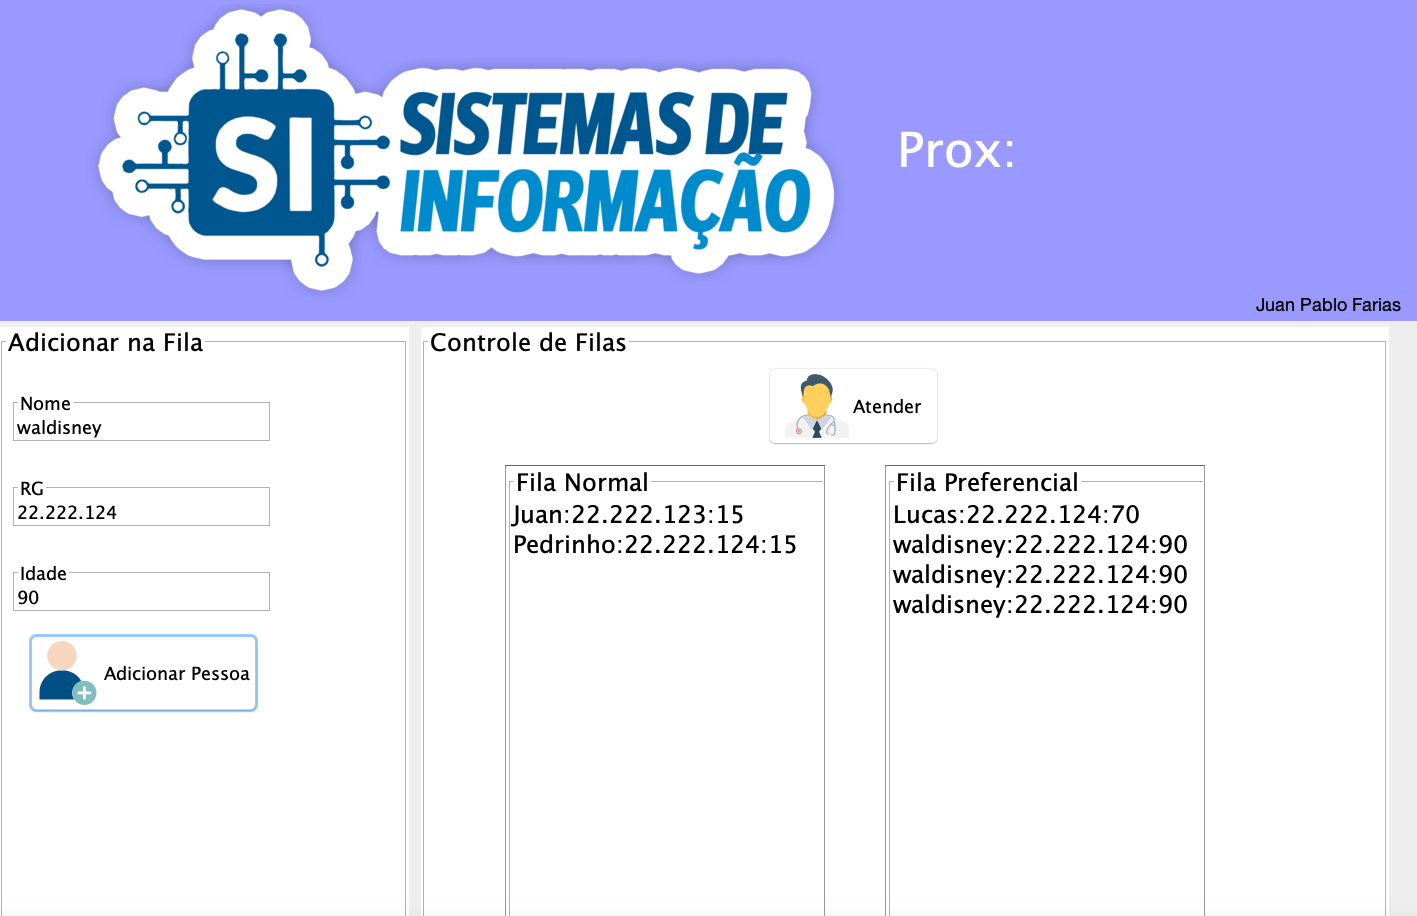 SI
SISTEMAS DE
INFORMAÇÃO
Prox:
Juan Pablo Farias
Adicionar na Fila
Nome
waldisney
RG
22.222.124
Idade
90
Adicionar Pessoa
Controle de Filas
Atender
Fila Normal
Juan:22.222.123:15
Pedrinho:22.222.124:15
Fila Preferencial
Lucas:22.222.124:70
waldisney:22.222.124:90
waldisney:22.222.124:90
waldisney:22.222.124:90